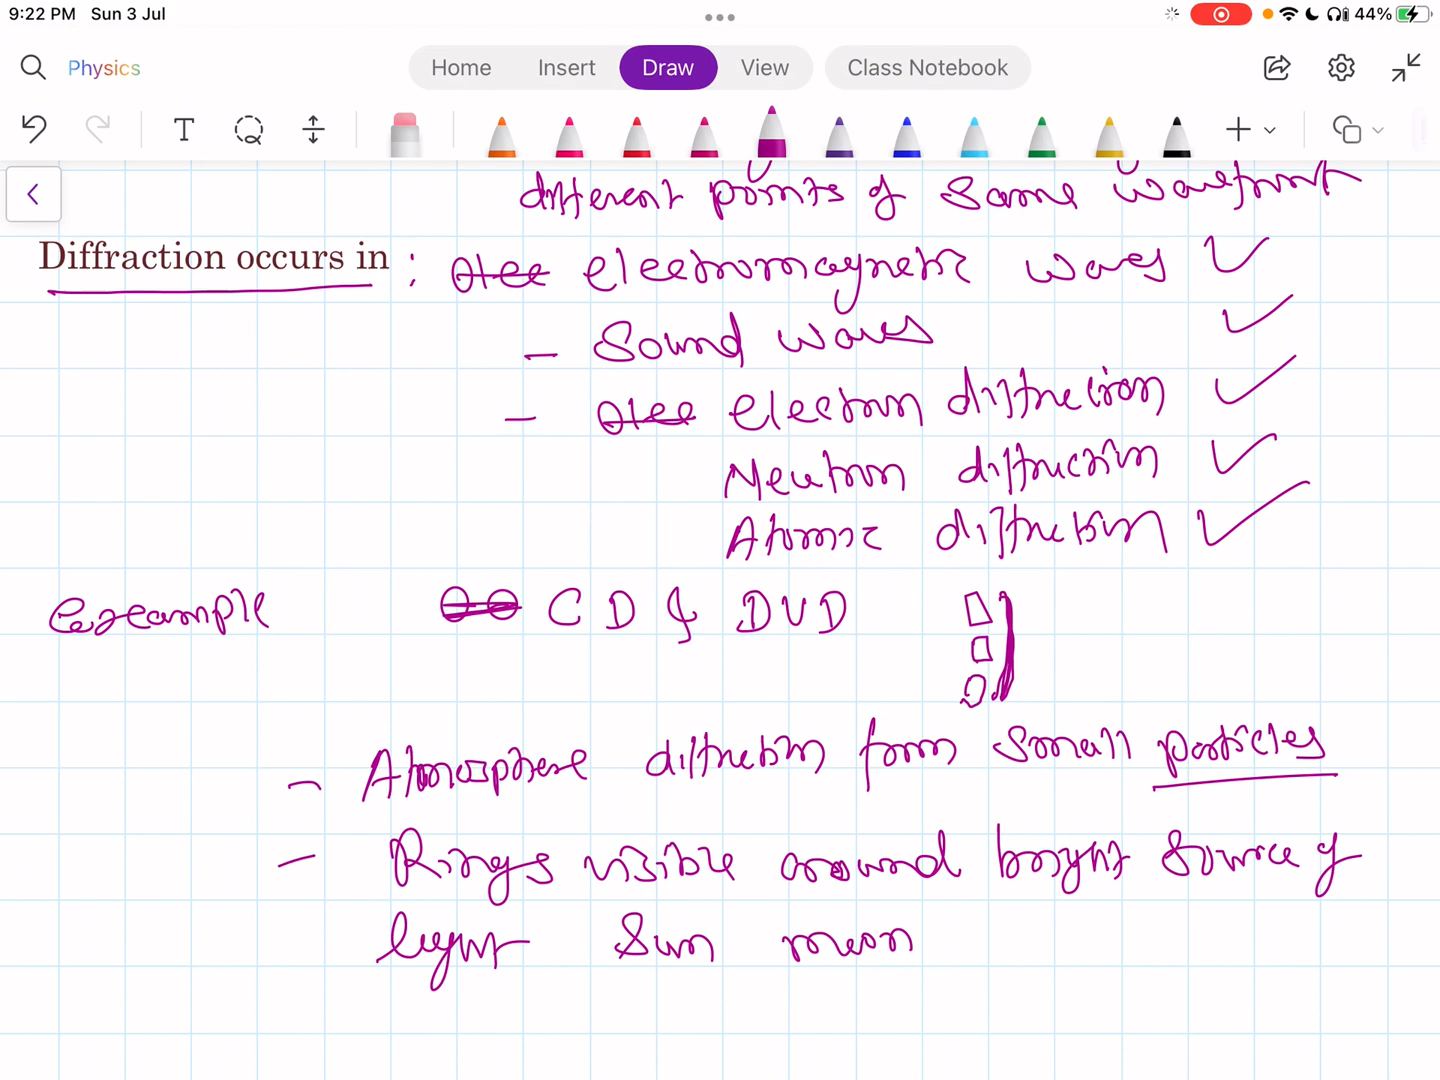 9:22 PM Sun 3 Jul
44%
Physics
Home Insert Draw View Class Notebook
different points of same wavefront
Diffraction occurs in : electromagnetic waves
- Sound waves
- electron diffraction
Neutron diffraction
Atomic diffraction
example CD & DVD
- Atmosphere diffraction from small particles
- Rings visible around bright source of
light Sun moon